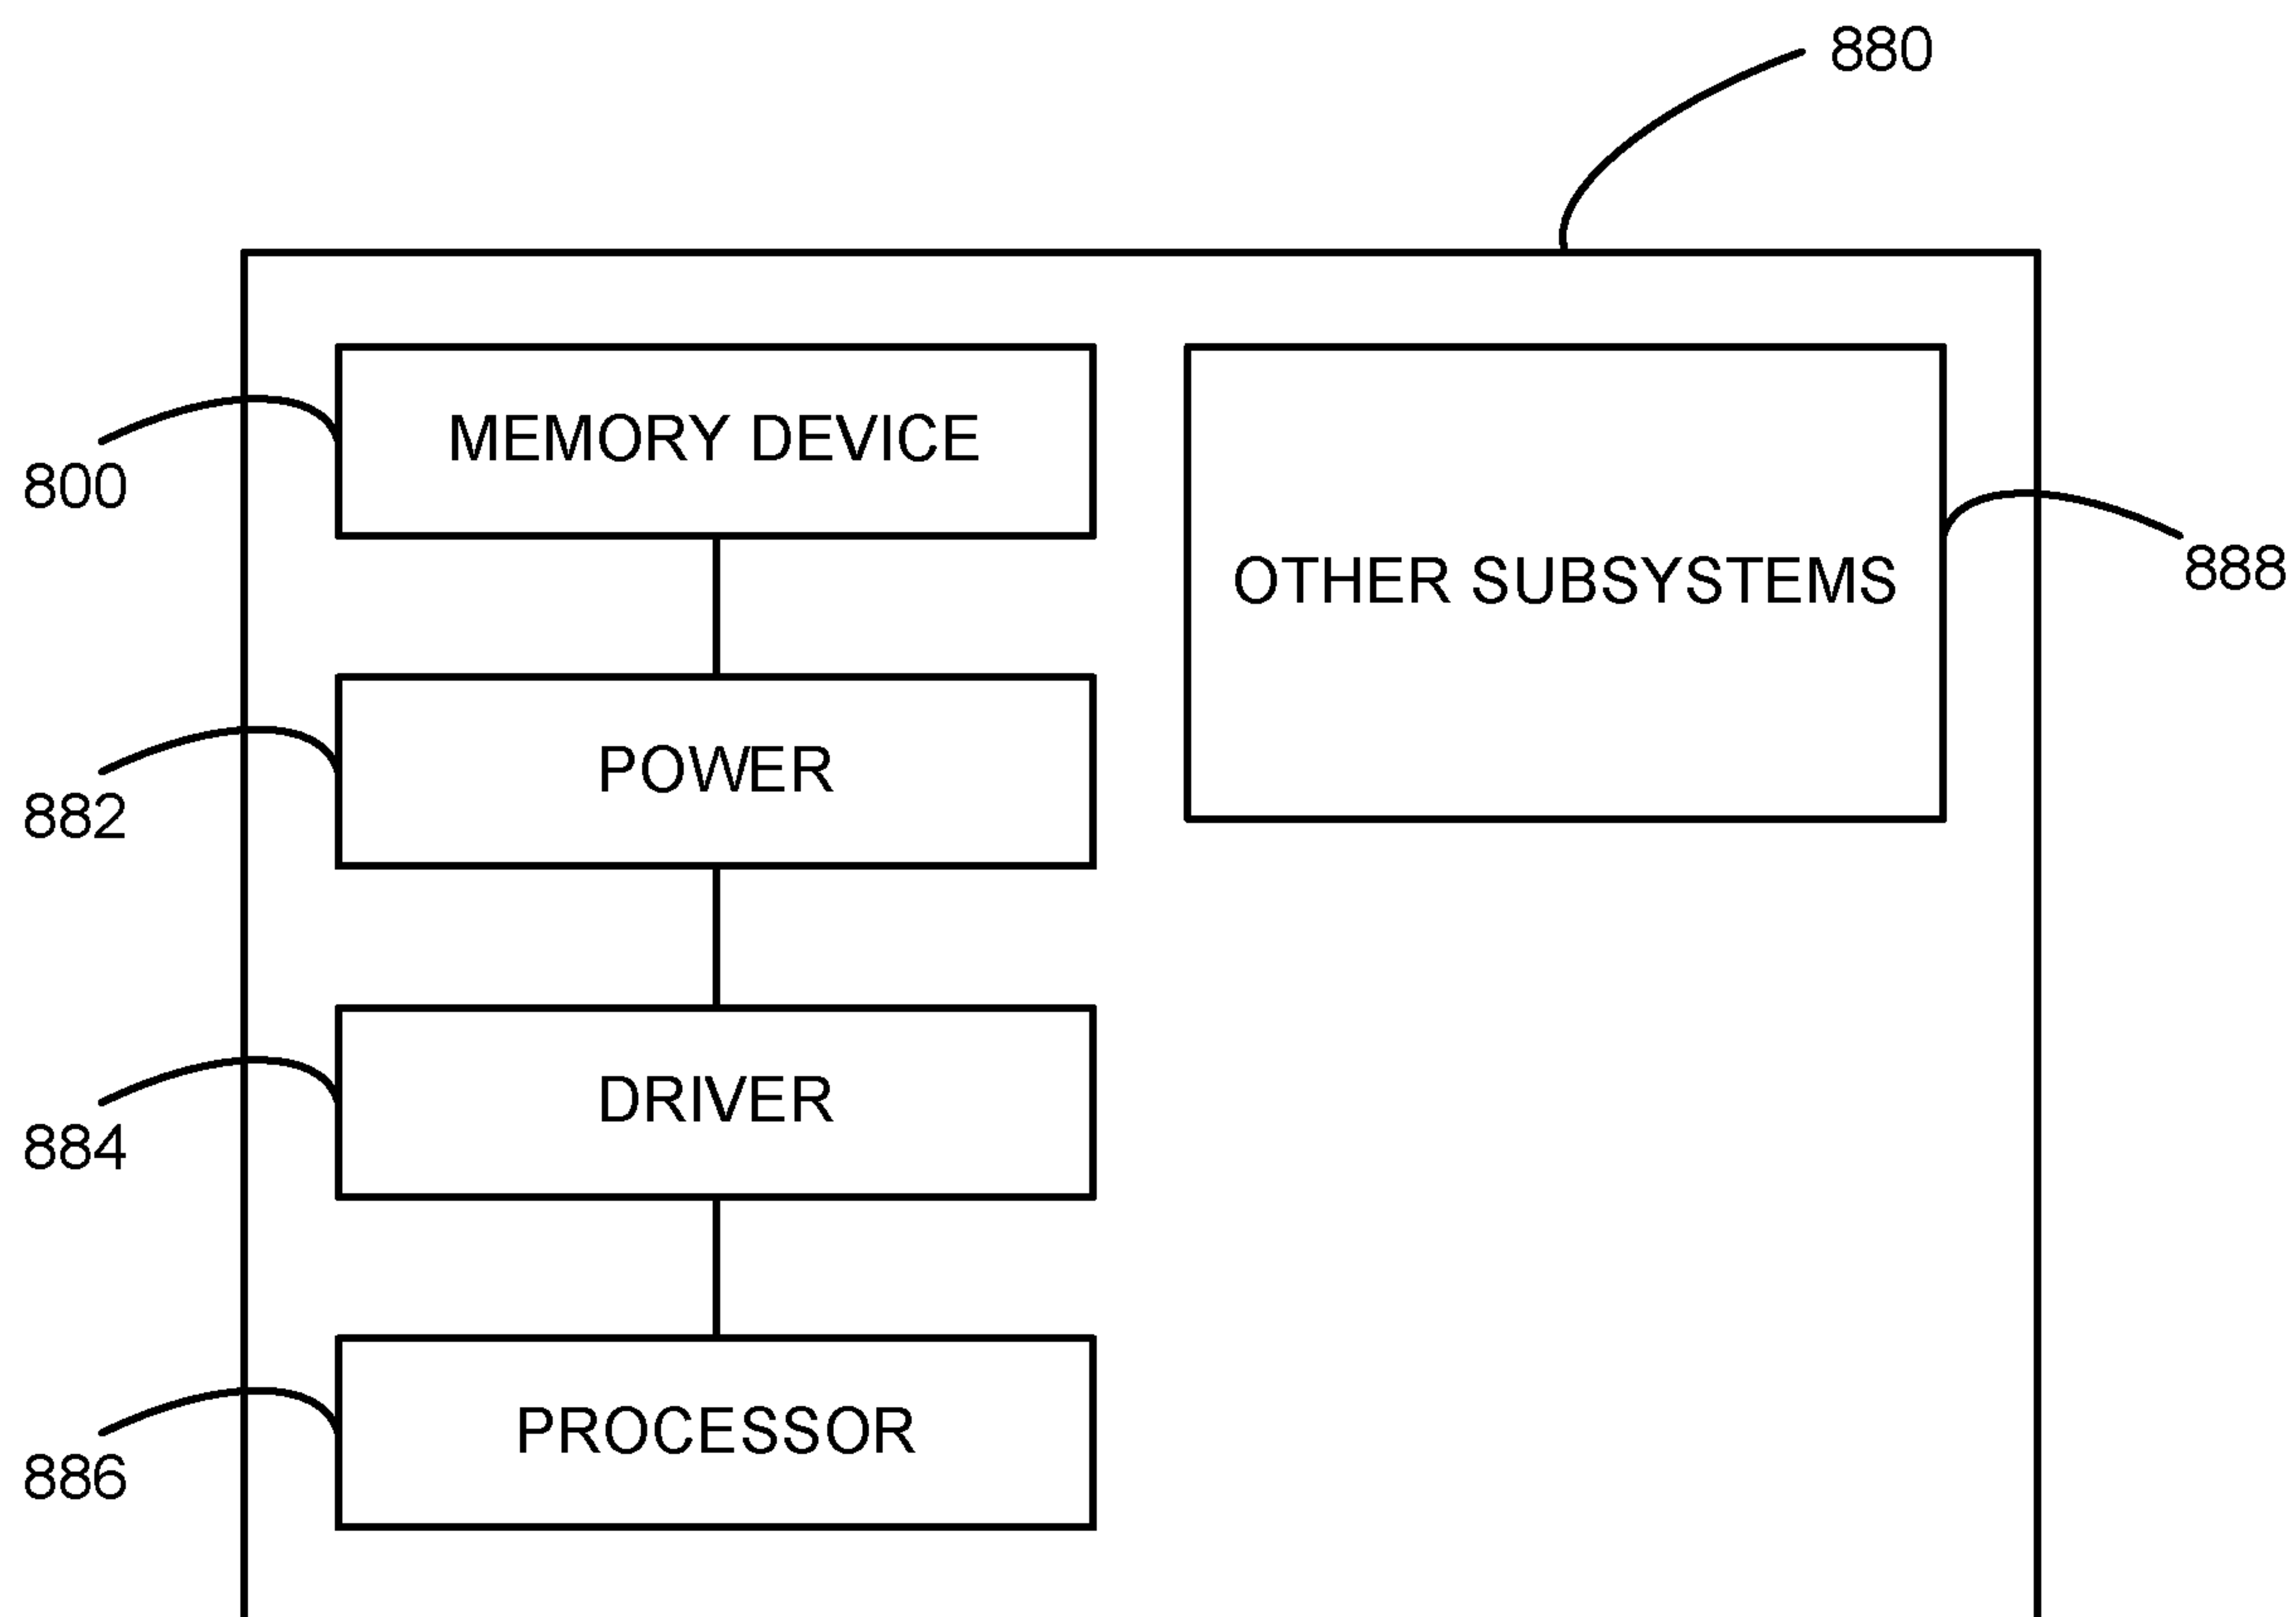 880
MEMORY DEVICE
800
OTHER SUBSYSTEMS
888
POWER
882
DRIVER
884
PROCESSOR
886